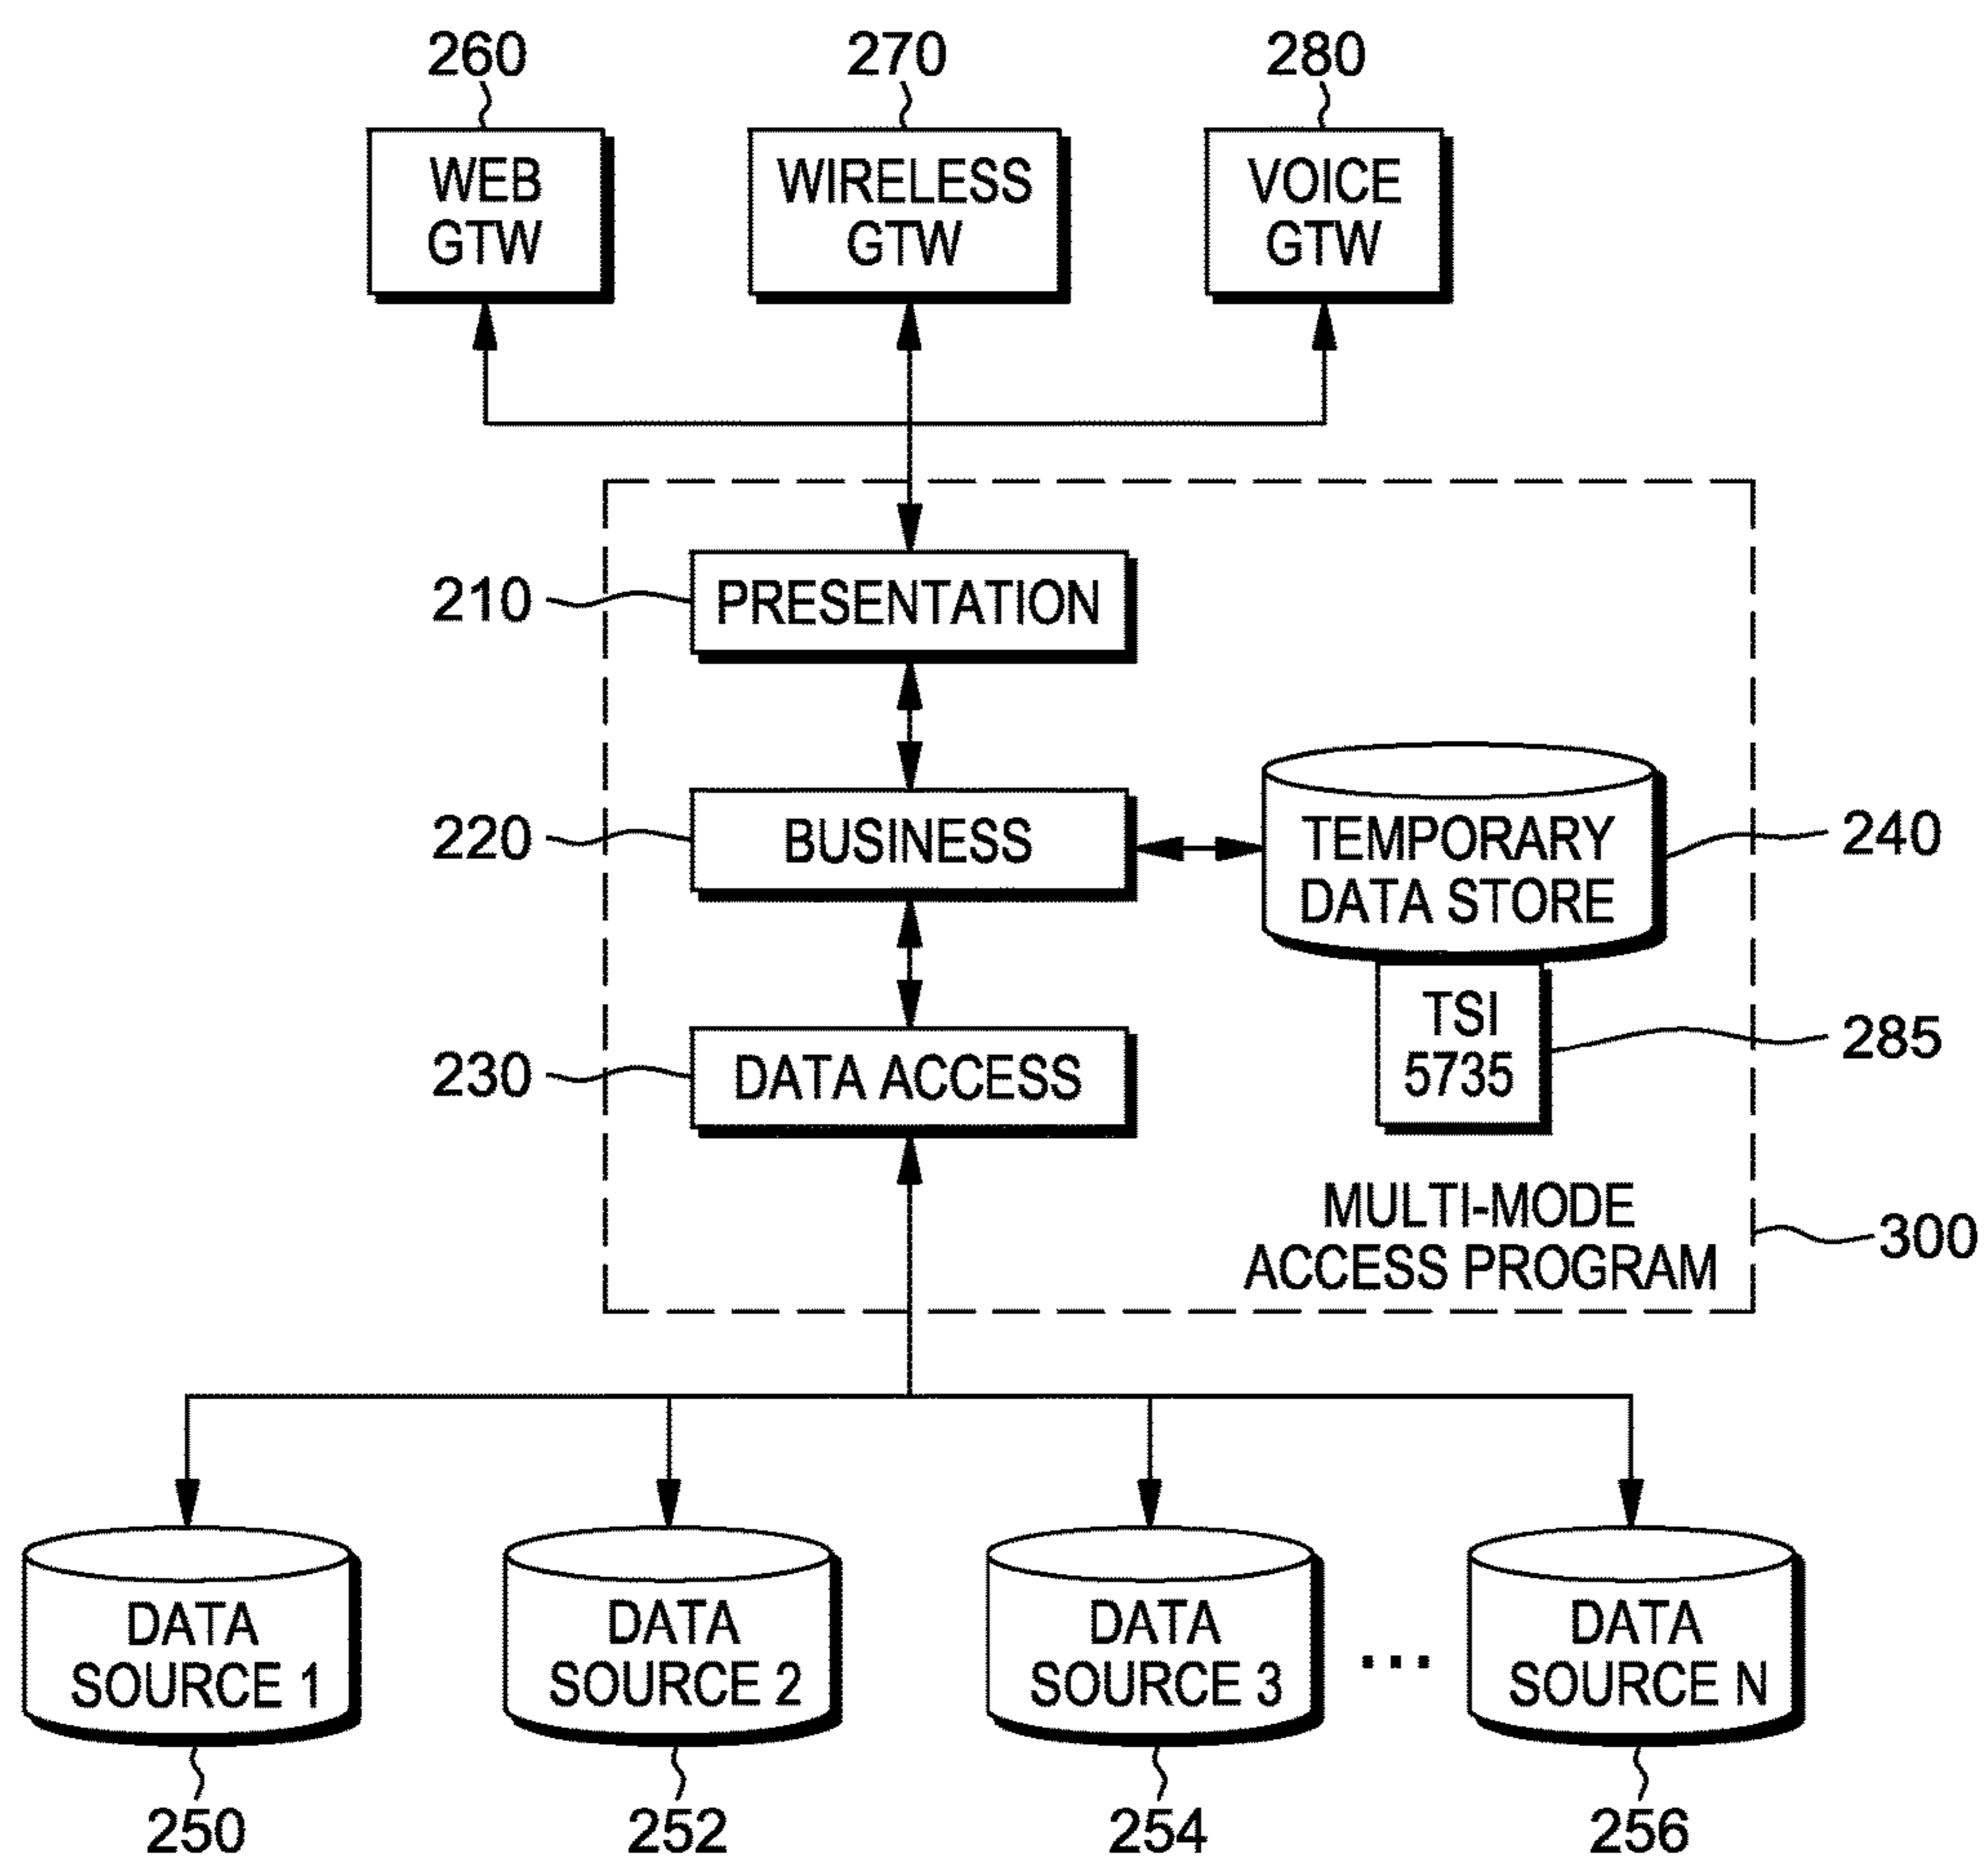 260
270
280
WEB
GTW
WIRELESS
GTW
VOICE
GTW
210
PRESENTATION
220
BUSINESS
TEMPORARY
DATA STORE
240
230
DATA ACCESS
TSI
5735
285
MULTI-MODE
ACCESS PROGRAM
300
DATA
SOURCE 1
DATA
SOURCE 2
DATA
SOURCE 3
...
DATA
SOURCE N
250
252
254
256